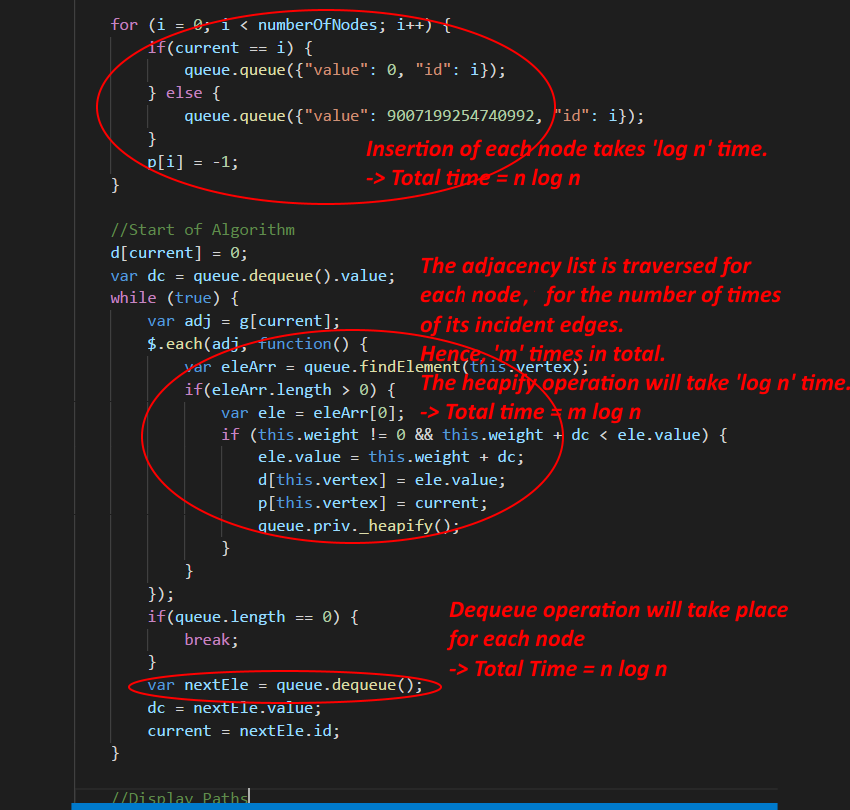 for (i = 0; i < numberOfNodes; i++) {
if(current == i) {
queue.queue({"value": 0, "id": i});
} else {
queue.queue({"value": 9007199254740992, "id": i});
}
p[i] = -1;
}
Insertion of each node takes 'log n' time.
-> Total time = n log n
//Start of Algorithm
d[current] = 0;
var dc = queue.dequeue().value;
while (true) {
var adj = g[current];
$.each(adj, function() {
var eleArr = queue.findElement(this.vertex);
if(eleArr.length > 0) {
var ele = eleArr[0];
if (this.weight != 0 && this.weight + dc < ele.value) {
ele.value = this.weight + dc;
d[this.vertex] = ele.value;
p[this.vertex] = current;
queue.priv._heapify();
}
}
});
The adjacency list is traversed for
each node, for the number of times
of its incident edges.
Hence, 'm' times in total.
The heapify operation will take 'log n' time.
-> Total time = m log n
if(queue.length == 0) {
break;
}
var nextEle = queue.dequeue();
dc = nextEle.value;
current = nextEle.id;
}
Dequeue operation will take place
for each node
-> Total Time = n log n
//Display Paths